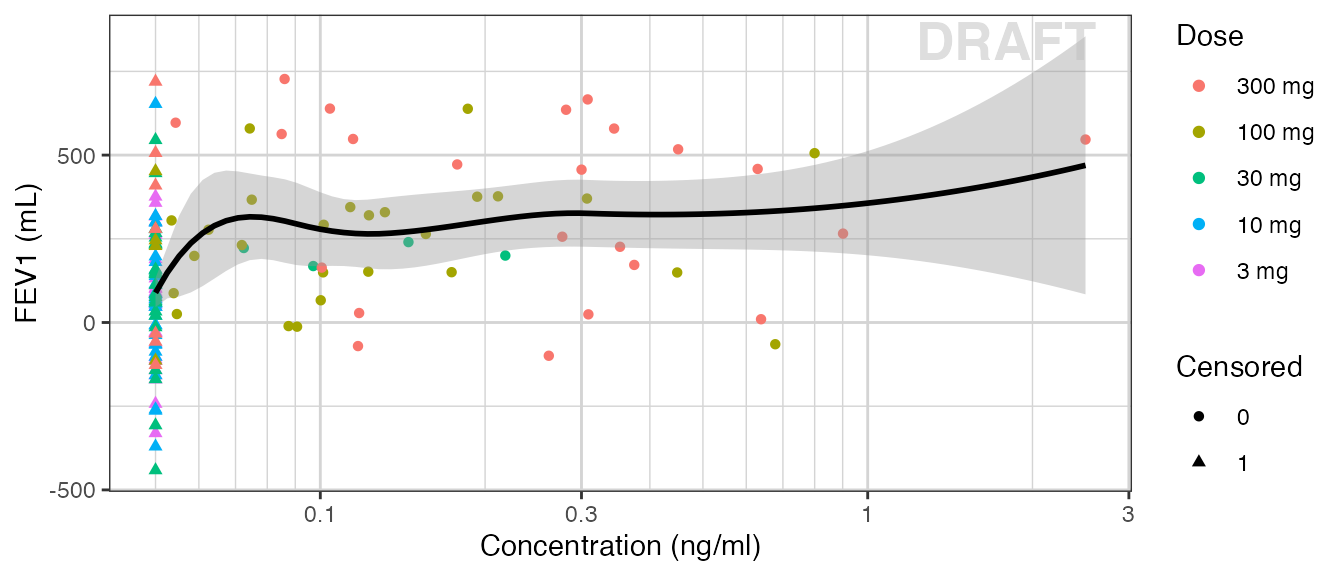 DRAFT
FEV1 (mL)
500
0
-500
0.1
0.3
1
3
Concentration (ng/ml)
Dose
300 mg
100 mg
30 mg
10 mg
3 mg
Censored
0
1